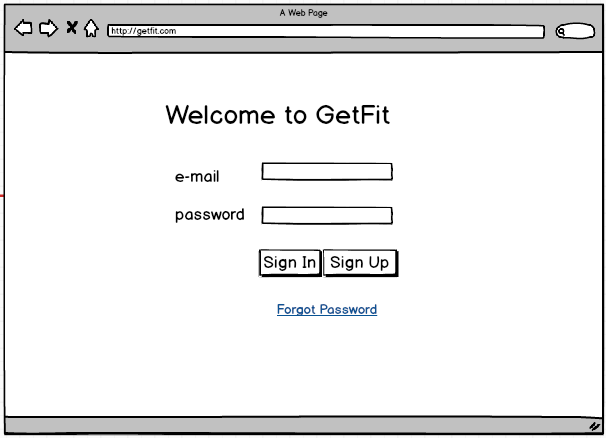 A Web Page
http://getfit.com
Welcome to GetFit
e-mail
password
Sign In Sign Up
Forgot Password